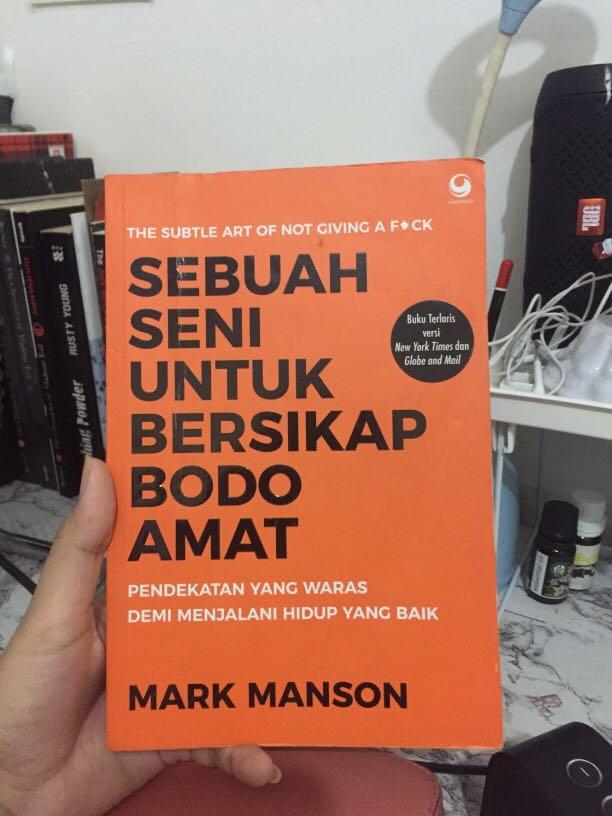 THE SUBTLE ART OF NOT GIVING A F*CK
SEBUAH
SENI
UNTUK
BERSIKAP
BODO
AMAT
Buku Terlaris
versi
New York Times dan
Globe and Mail
PENDEKATAN YANG WARAS
DEMI MENJALANI HIDUP YANG BAIK
MARK MANSON
RUSTY YOUNG
Powder
JBL